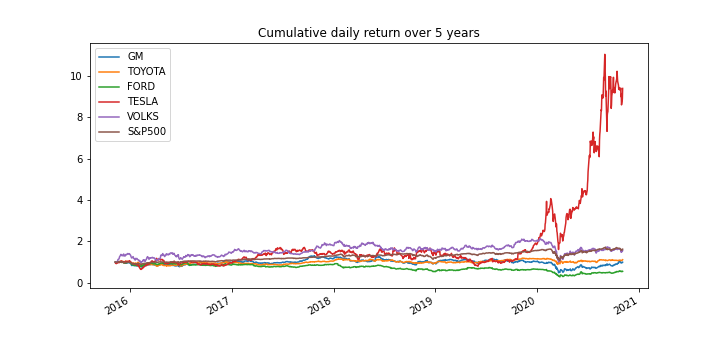 Cumulative daily return over 5 years
GM
TOYOTA
FORD
TESLA
VOLKS
S&P500
10
8
6
4
2
0
2016
2017
2018
2019
2020
2021